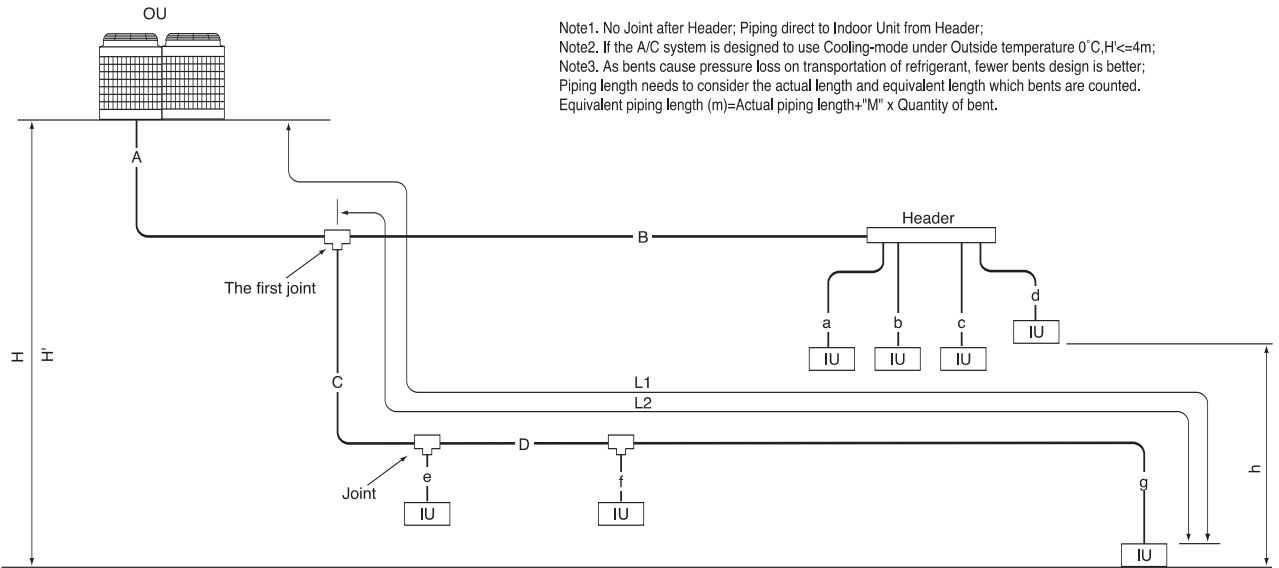 OU
Note1. No Joint after Header; Piping direct to Indoor Unit from Header;
Note2. If the A/C system is designed to use Cooling-mode under Outside temperature 0°C,H'<=4m;
Note3. As bents cause pressure loss on transportation of refrigerant, fewer bents design is better;
Piping length needs to consider the actual length and equivalent length which bents are counted.
Equivalent piping length (m)=Actual piping length+"M" x Quantity of bent.
A
Header
B
The first joint
d
a
b
c
IU
IU
IU
IU
H
H'
C
L1
L2
D
h
Joint
e
f
g
IU
IU
IU